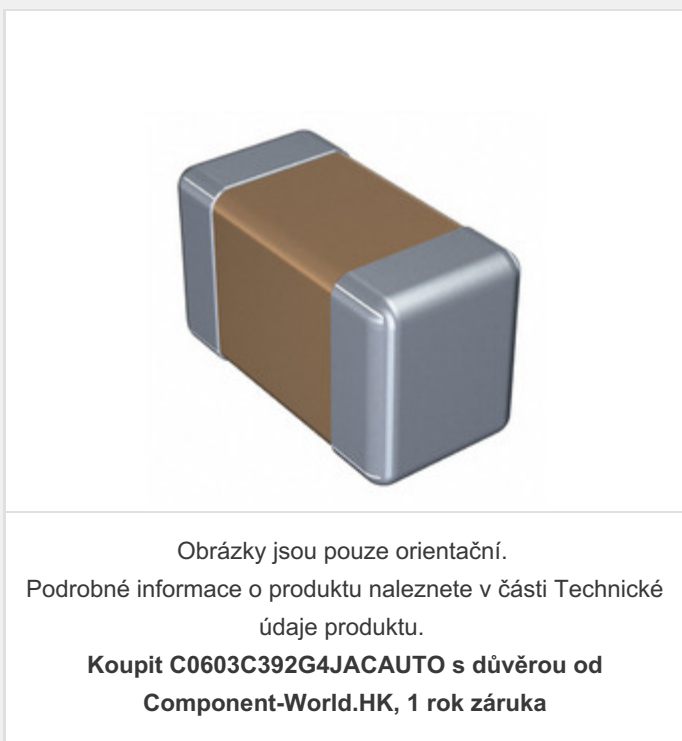 Obrázky jsou pouze orientační.
Podrobné informace o produktu naleznete v části Technické
údaje produktu.
Koupit C0603C392G4JACAUTO s důvěrou od
Component-World.HK, 1 rok záruka